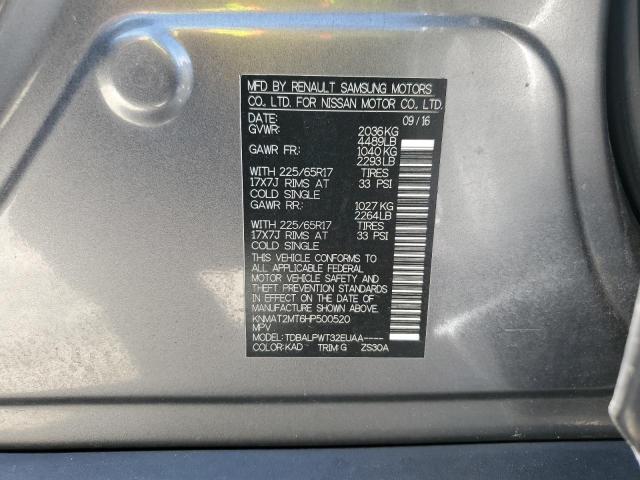 MFD BY RENAULT SAMSUNG MOTORS
CO. LTD. FOR NISSAN MOTOR CO., LTD.
DATE: 09/16
GVWR: 2036KG
4489LB
GAWR FR: 1040KG
2293LB
WITH 225/65R17 TIRES
17X7J RIMS AT 33 PSI
COLD SINGLE
GAWR RR: 1027KG
2264LB
WITH 225/65R17 TIRES
17X7J RIMS AT 33 PSI
COLD SINGLE
THIS VEHICLE CONFORMS TO
ALL APPLICABLE FEDERAL
MOTOR VEHICLE SAFETY AND
THEFT PREVENTION STANDARDS
IN EFFECT ON THE DATE OF
MANUFACTURE SHOWN ABOVE.
KNMAT2MT6HP500520
MPV
MODEL:TDBALPWT32EUAA----
COLOR:KAD TRIM:G ZS30A